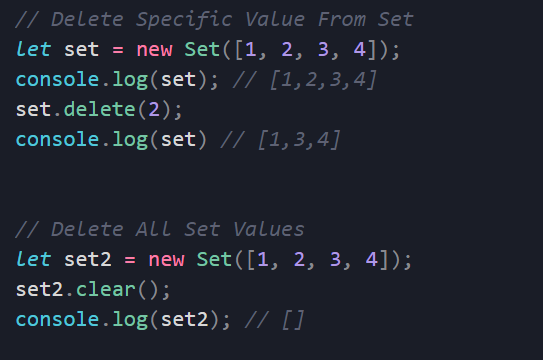 // Delete Specific Value From Set
let set = new Set([1, 2, 3, 4]);
console.log(set); // [1,2,3,4]
set.delete(2);
console.log(set) // [1,3,4]
// Delete All Set Values
let set2 = new Set([1, 2, 3, 4]);
set2.clear();
console.log(set2); // []